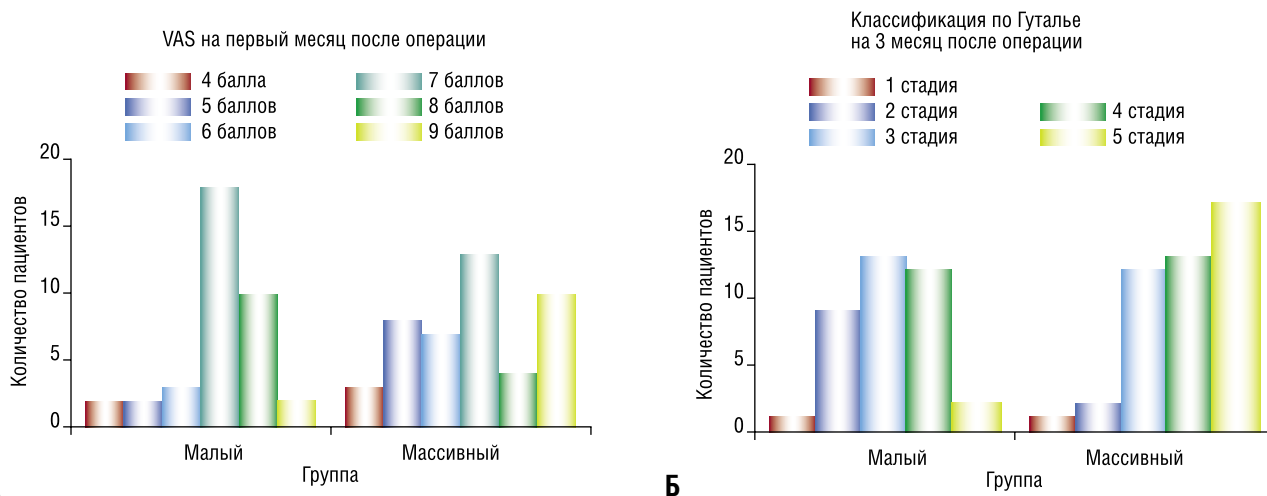 VAS на первый месяц после операции
4 балла
5 баллов
6 баллов
7 баллов
8 баллов
9 баллов
Количество пациентов
20
15
10
5
0
Малый
Массивный
Группа
Классификация по Гуталье
на 3 месяц после операции
1 стадия
2 стадия
3 стадия
4 стадия
5 стадия
Количество пациентов
20
15
10
5
0
Малый
Массивный
Группа
Б